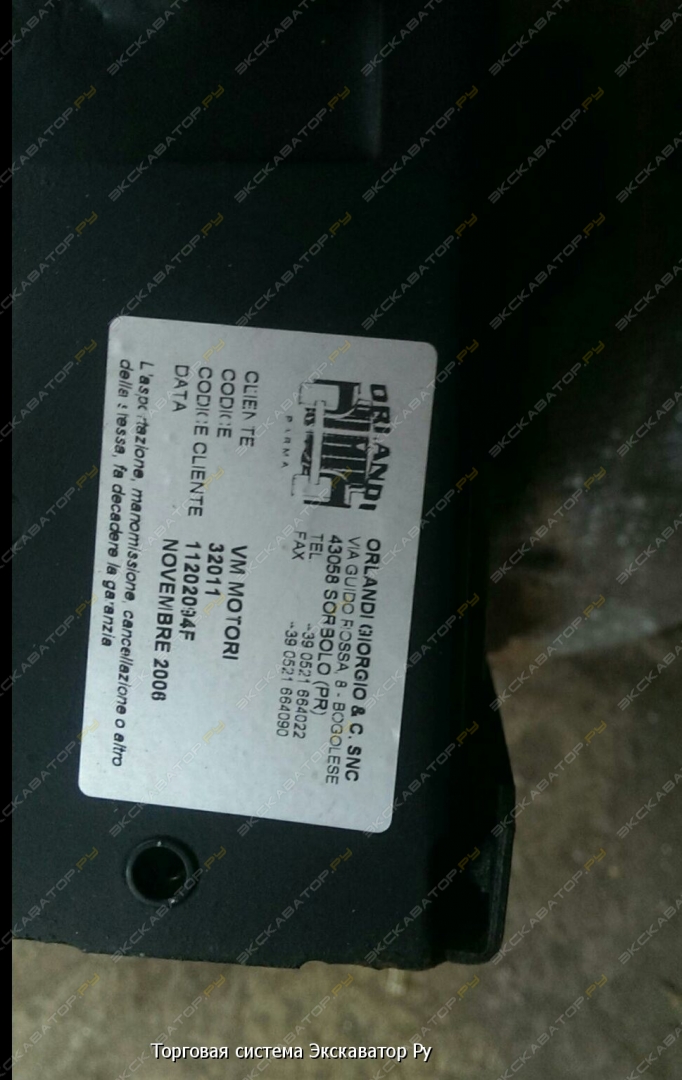 ORLANDI
PARMA
ORLANDI GIORGIO & C. SNC
VIA GUIDO ROSSA, 8 - BOGOLESE
43058 SORBOLO (PR)
TEL +39 0521 664022
FAX +39 0521 664090
CLIENTE VM MOTORI
CODICE 32011
CODICE CLIENTE 11202094F
DATA NOVEMBRE 2006
L'asportazione, manomissione, cancellazione o altro
della stessa, fa decadere la garanzia
ЭКСКАВАТОР.РУ
Торговая система Экскаватор Ру